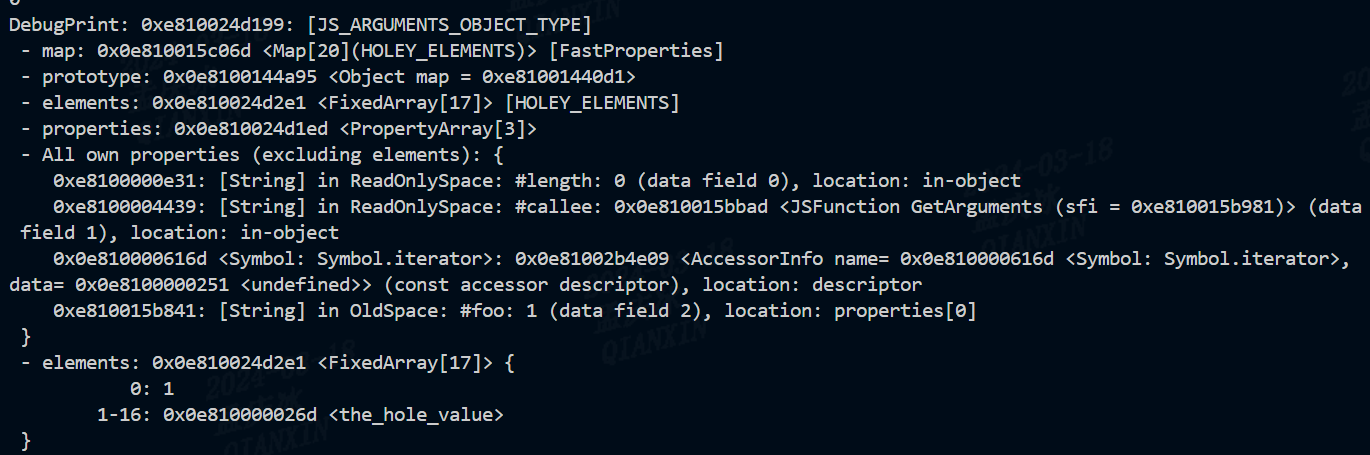 DebugPrint: 0xe810024d199: [JS_ARGUMENTS_OBJECT_TYPE]
 - map: 0x0e810015c06d <Map[20](HOLEY_ELEMENTS)> [FastProperties]
 - prototype: 0x0e8100144a95 <Object map = 0xe81001440d1>
 - elements: 0x0e810024d2e1 <FixedArray[17]> [HOLEY_ELEMENTS]
 - properties: 0x0e810024d1ed <PropertyArray[3]>
 - All own properties (excluding elements): {
    0xe8100000e31: [String] in ReadOnlySpace: #length: 0 (data field 0), location: in-object
    0xe8100004439: [String] in ReadOnlySpace: #callee: 0x0e810015bbad <JSFunction GetArguments (sfi = 0xe810015b981)> (data
 field 1), location: in-object
    0x0e810000616d <Symbol: Symbol.iterator>: 0x0e81002b4e09 <AccessorInfo name= 0x0e810000616d <Symbol: Symbol.iterator>,
data= 0x0e8100000251 <undefined>> (const accessor descriptor), location: descriptor
    0xe810015b841: [String] in OldSpace: #foo: 1 (data field 2), location: properties[0]
 }
 - elements: 0x0e810024d2e1 <FixedArray[17]> {
           0: 1
        1-16: 0x0e810000026d <the_hole_value>
 }